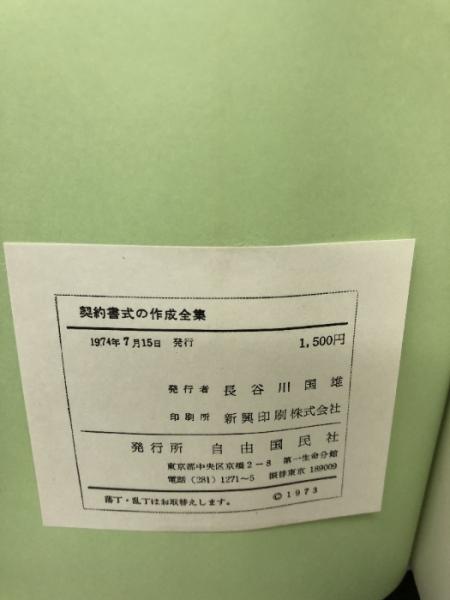 契約書式の作成全集
1974年7月15日 発行 1,500円
発行者 長谷川国雄
印刷所 新興印刷株式会社
発行所 自由国民社
東京都中央区京橋2−8 第一生命分館
電話 (281) 1271〜5 振替東京 189009
落丁・乱丁はお取替えします。 ©1973